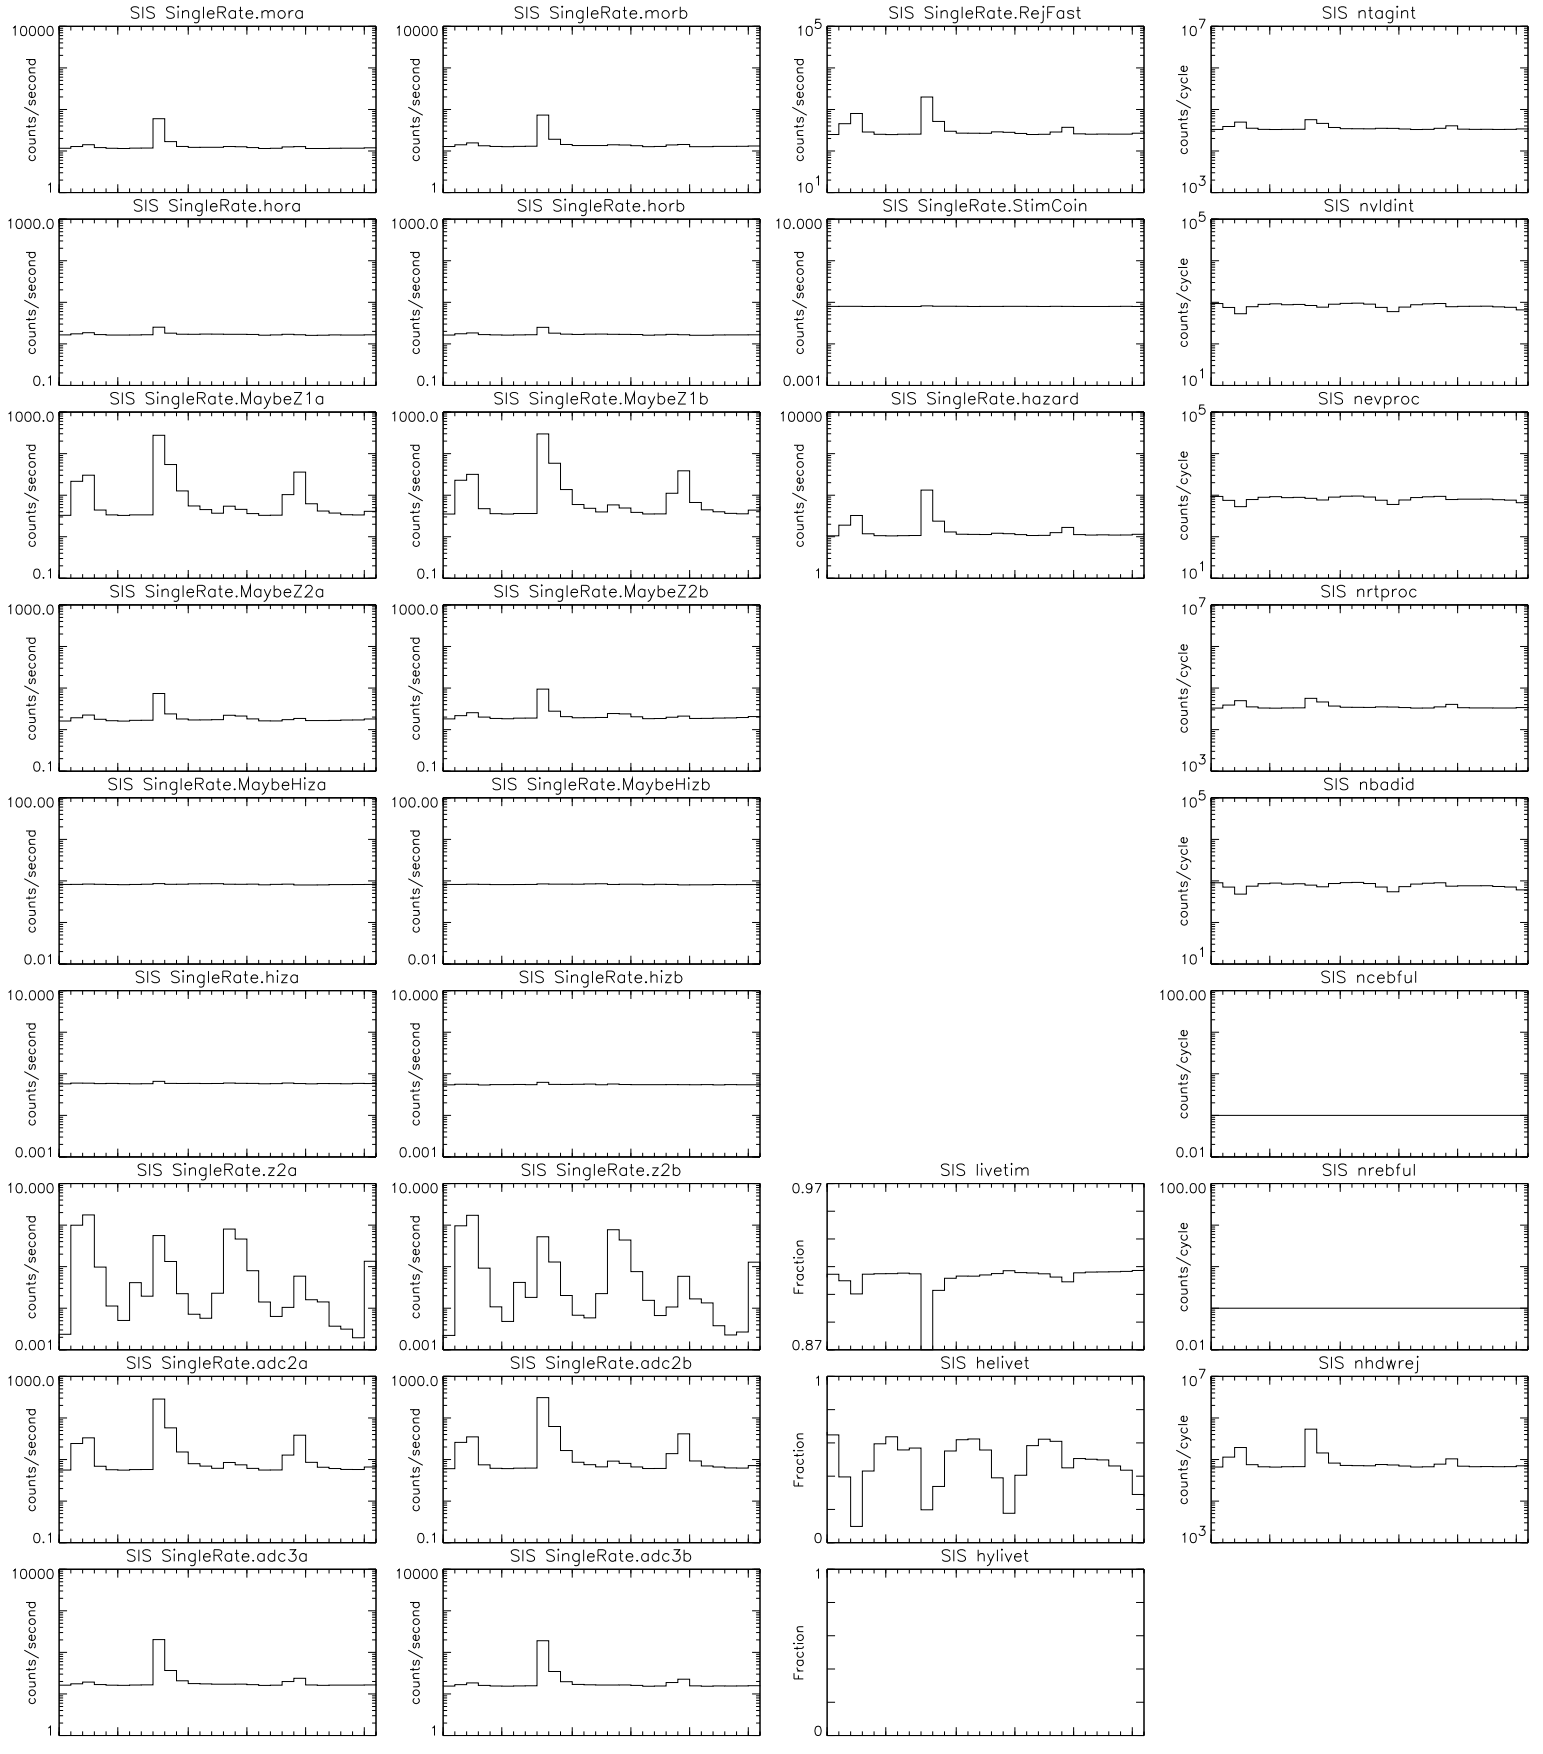 SIS SingleRate.mora
10000
counts/second
1
SIS SingleRate.morb
10000
counts/second
1
SIS SingleRate.RejFast
10^5
counts/second
10^1
SIS ntagint
10^7
counts/cycle
10^3
SIS SingleRate.hora
1000.0
counts/second
0.1
SIS SingleRate.horb
1000.0
counts/second
0.1
SIS SingleRate.StimCoin
10.000
counts/second
0.001
SIS nvldint
10^5
counts/cycle
10^1
SIS SingleRate.MaybeZ1a
1000.0
counts/second
0.1
SIS SingleRate.MaybeZ1b
1000.0
counts/second
0.1
SIS SingleRate.hazard
10000
counts/second
1
SIS nevproc
10^5
counts/cycle
10^1
SIS SingleRate.MaybeZ2a
1000.0
counts/second
0.1
SIS SingleRate.MaybeZ2b
1000.0
counts/second
0.1
SIS nrtproc
10^7
counts/cycle
10^3
SIS SingleRate.MaybeHiza
100.00
counts/second
0.01
SIS SingleRate.MaybeHizb
100.00
counts/second
0.01
SIS nbadid
10^5
counts/cycle
10^1
SIS SingleRate.hiza
10.000
counts/second
0.001
SIS SingleRate.hizb
10.000
counts/second
0.001
SIS ncebful
100.00
counts/cycle
0.01
SIS SingleRate.z2a
10.000
counts/second
0.001
SIS SingleRate.z2b
10.000
counts/second
0.001
SIS livetim
0.97
Fraction
0.87
SIS nrebful
100.00
counts/cycle
0.01
SIS SingleRate.adc2a
1000.0
counts/second
0.1
SIS SingleRate.adc2b
1000.0
counts/second
0.1
SIS helivet
1
Fraction
0
SIS nhdwrej
10^7
counts/cycle
10^3
SIS SingleRate.adc3a
10000
counts/second
1
SIS SingleRate.adc3b
10000
counts/second
1
SIS hylivet
1
Fraction
0